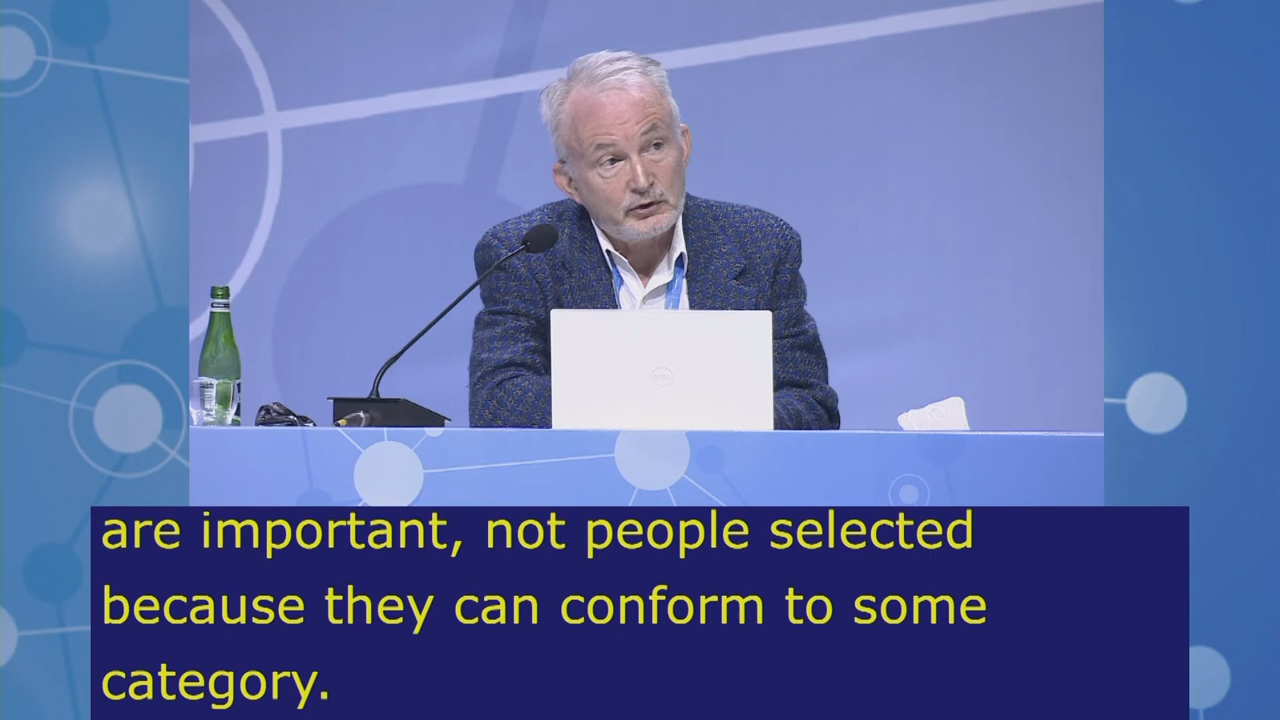 are important, not people selected
because they can conform to some
category.